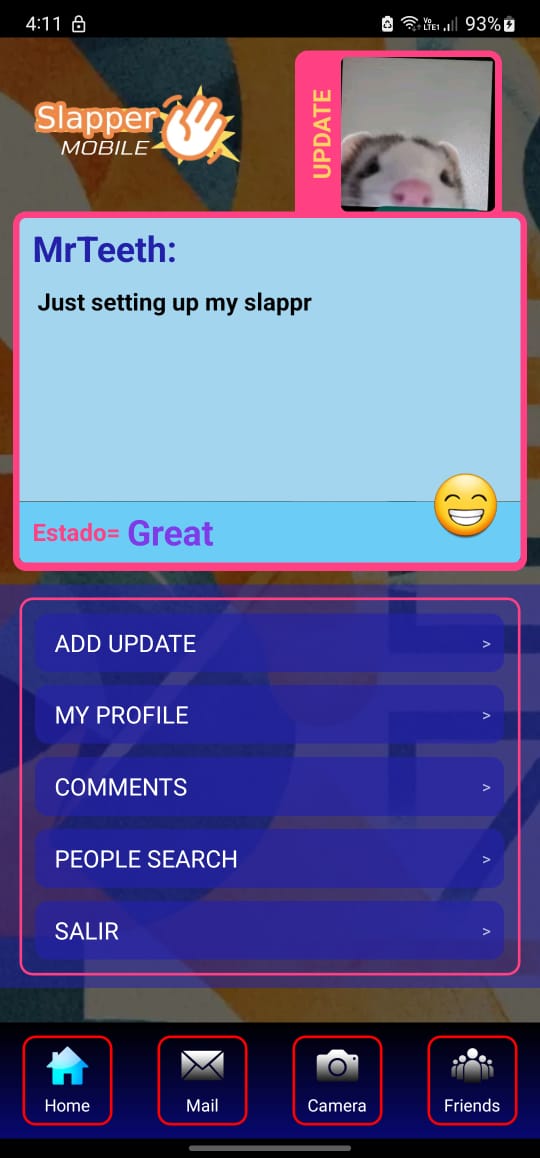 4:11
Vo
LTE1
93%
Slapper
MOBILE
UPDATE
MrTeeth:
Just setting up my slappr
Estado= Great
ADD UPDATE >
MY PROFILE >
COMMENTS >
PEOPLE SEARCH >
SALIR >
Home
Mail
Camera
Friends